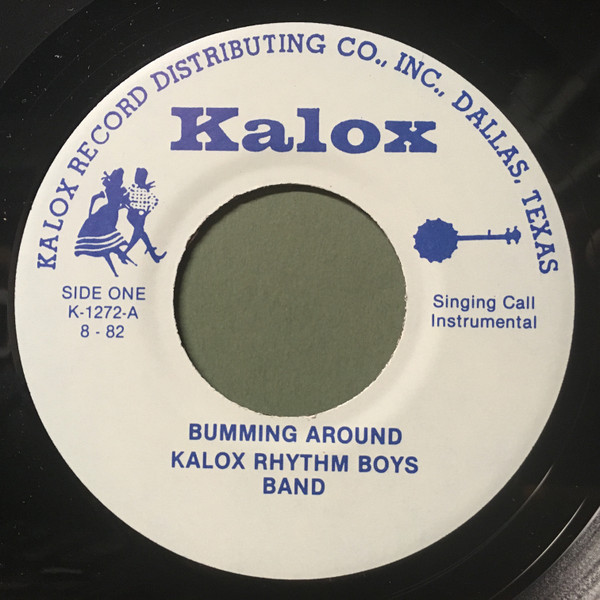 KALOX RECORD DISTRIBUTING CO., INC., DALLAS, TEXAS
Kalox
SIDE ONE
K-1272-A
8 - 82
Singing Call
Instrumental
BUMMING AROUND
KALOX RHYTHM BOYS
BAND